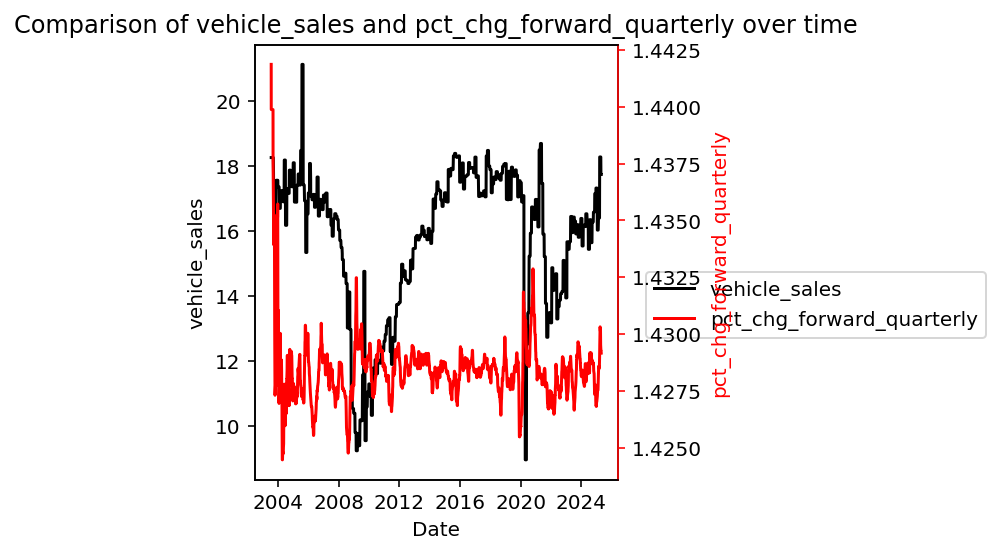 Comparison of vehicle_sales and pct_chg_forward_quarterly over time
vehicle_sales
20
18
16
14
12
10
2004 2008 2012 2016 2020 2024
Date
1.4425
1.4400
1.4375
1.4350
1.4325
1.4300
1.4275
1.4250
pct_chg_forward_quarterly
vehicle_sales
pct_chg_forward_quarterly